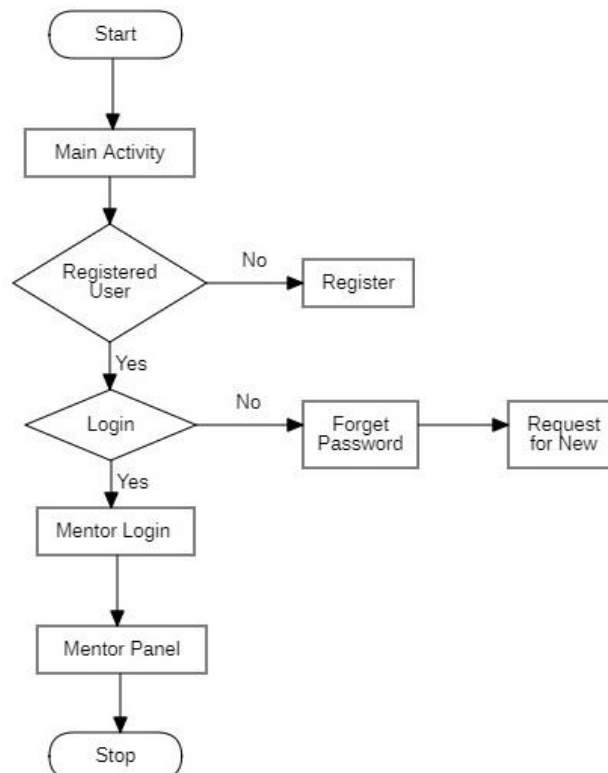 Start
Main Activity
Registered
User
No
Register
Yes
Login
No
Forget
Password
Request
for New
Yes
Mentor Login
Mentor Panel
Stop